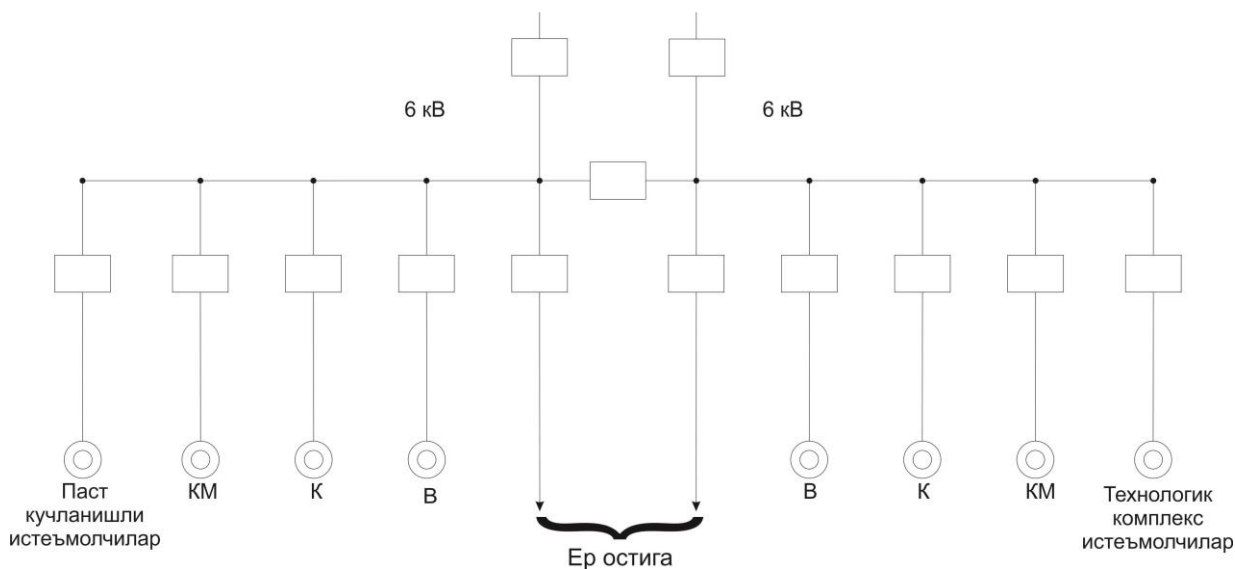 6 кВ
6 кВ
Паст
кучланишли
истеъмолчилар
КМ
К
В
В
К
КМ
Технологик
комплекс
истеъмолчилар
Ер остига